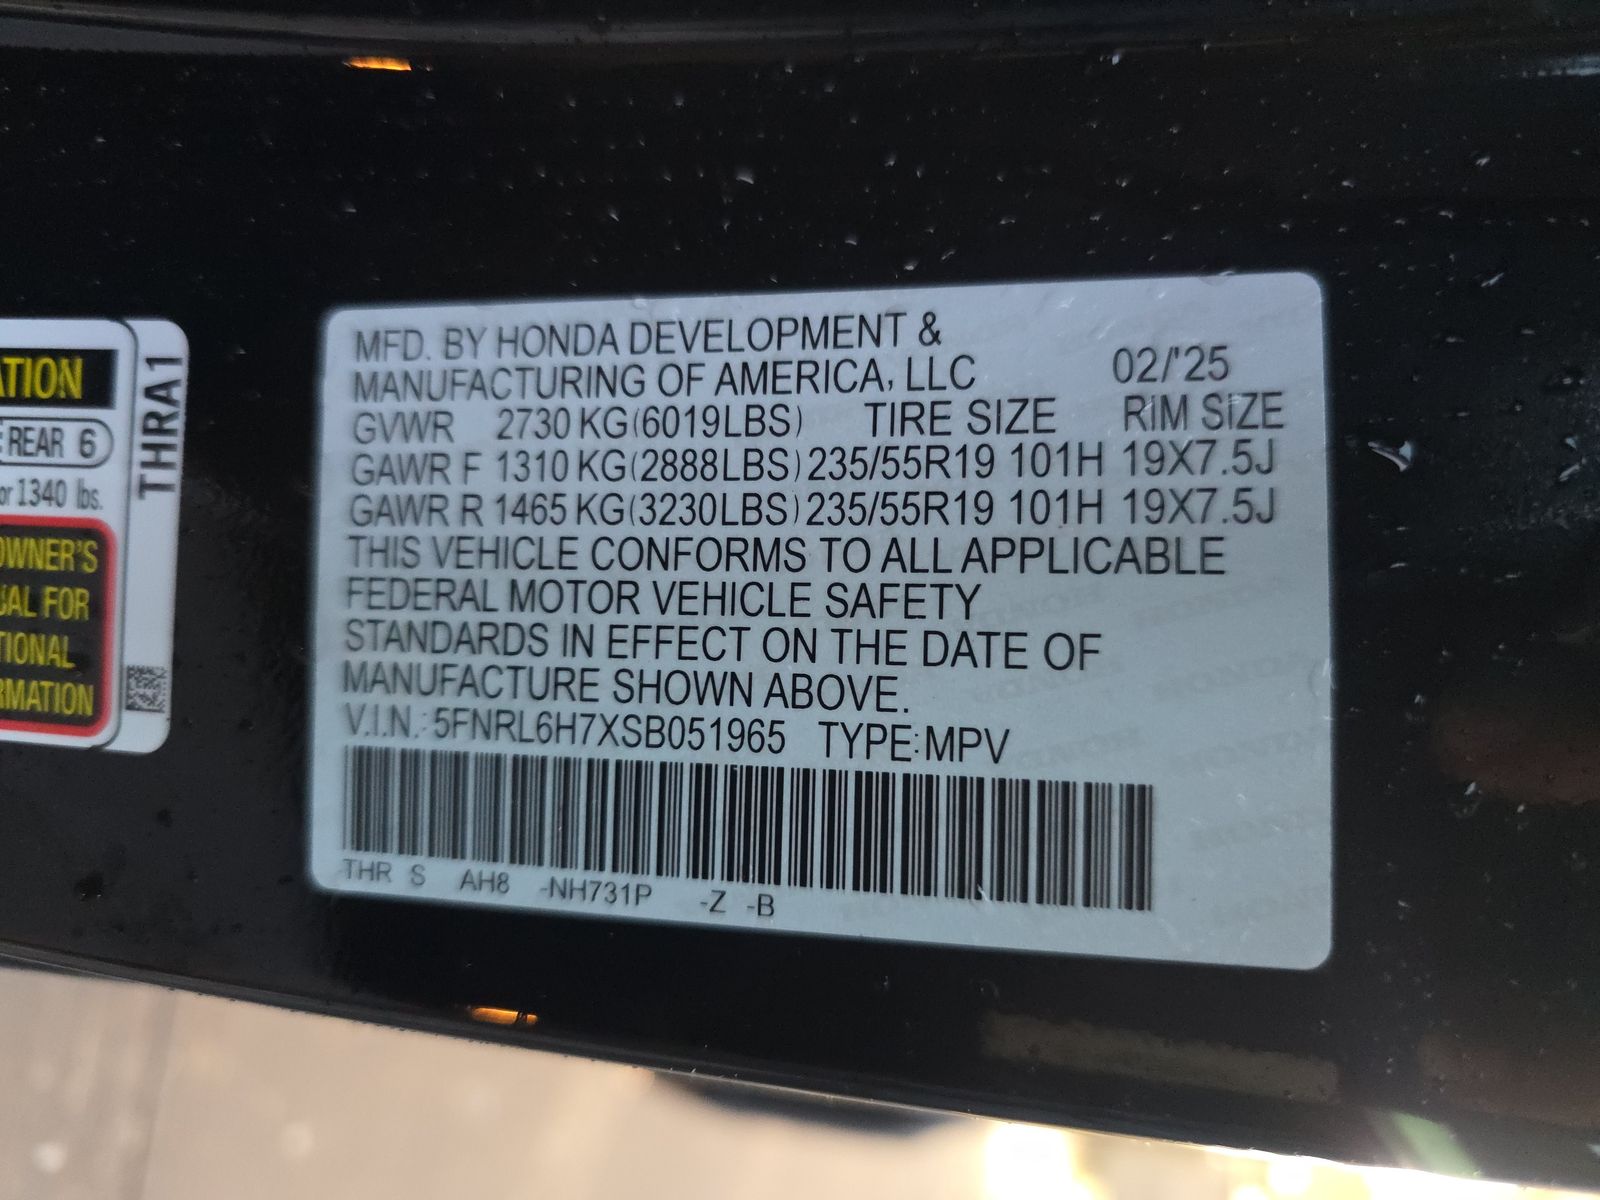 ATION
REAR 6
or 1340 lbs.
OWNER'S
UAL FOR
TIONAL
RMATION
THRA1
MFD. BY HONDA DEVELOPMENT &
MANUFACTURING OF AMERICA, LLC 02/'25
GVWR 2730 KG(6019LBS) TIRE SIZE RIM SIZE
GAWR F 1310 KG(2888LBS) 235/55R19 101H 19X7.5J
GAWR R 1465 KG(3230LBS) 235/55R19 101H 19X7.5J
THIS VEHICLE CONFORMS TO ALL APPLICABLE
FEDERAL MOTOR VEHICLE SAFETY
STANDARDS IN EFFECT ON THE DATE OF
MANUFACTURE SHOWN ABOVE.
V.I.N.: 5FNRL6H7XSB051965 TYPE: MPV
THR S AH8 -NH731P -Z -B